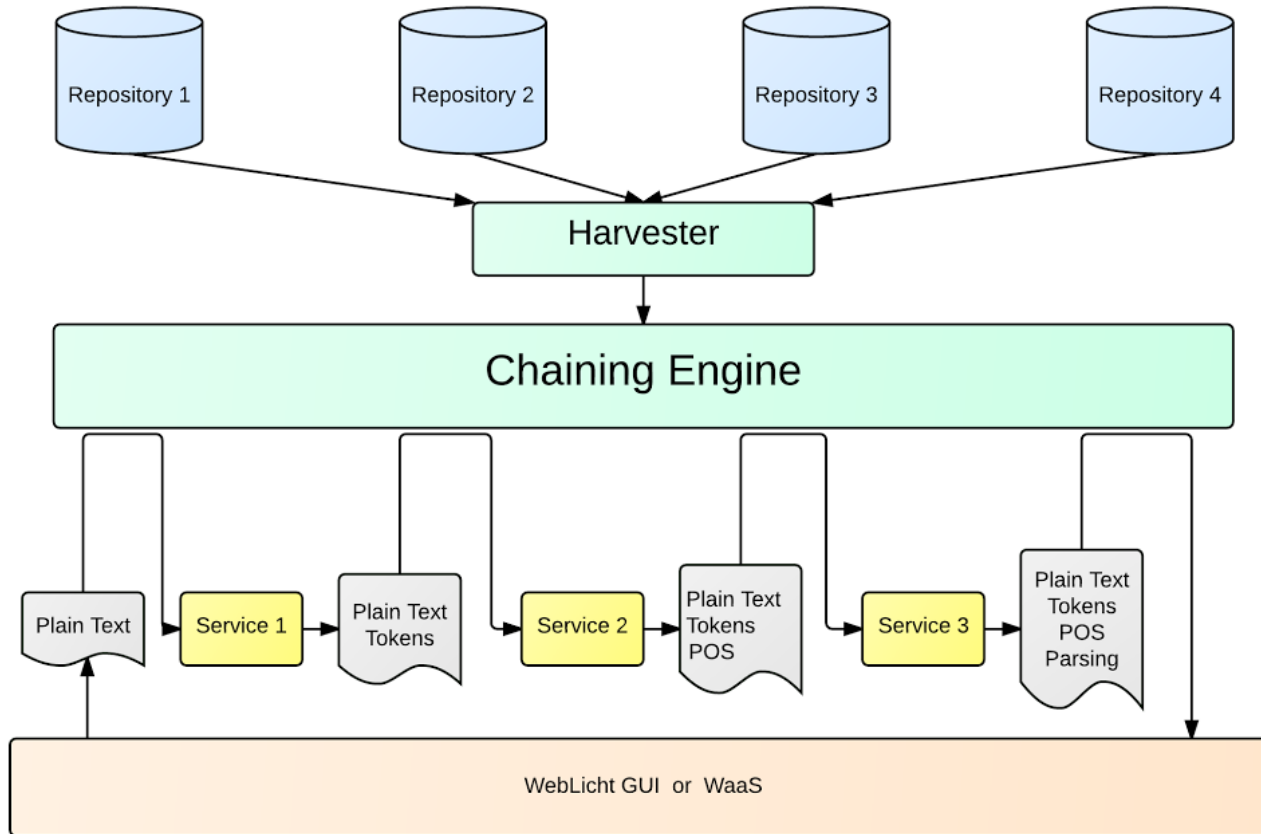 Repository 1
Repository 2
Repository 3
Repository 4
Harvester
Chaining Engine
Plain Text
Service 1
Plain Text
Tokens
Service 2
Plain Text
Tokens
POS
Service 3
Plain Text
Tokens
POS
Parsing
WebLicht GUI or WaaS